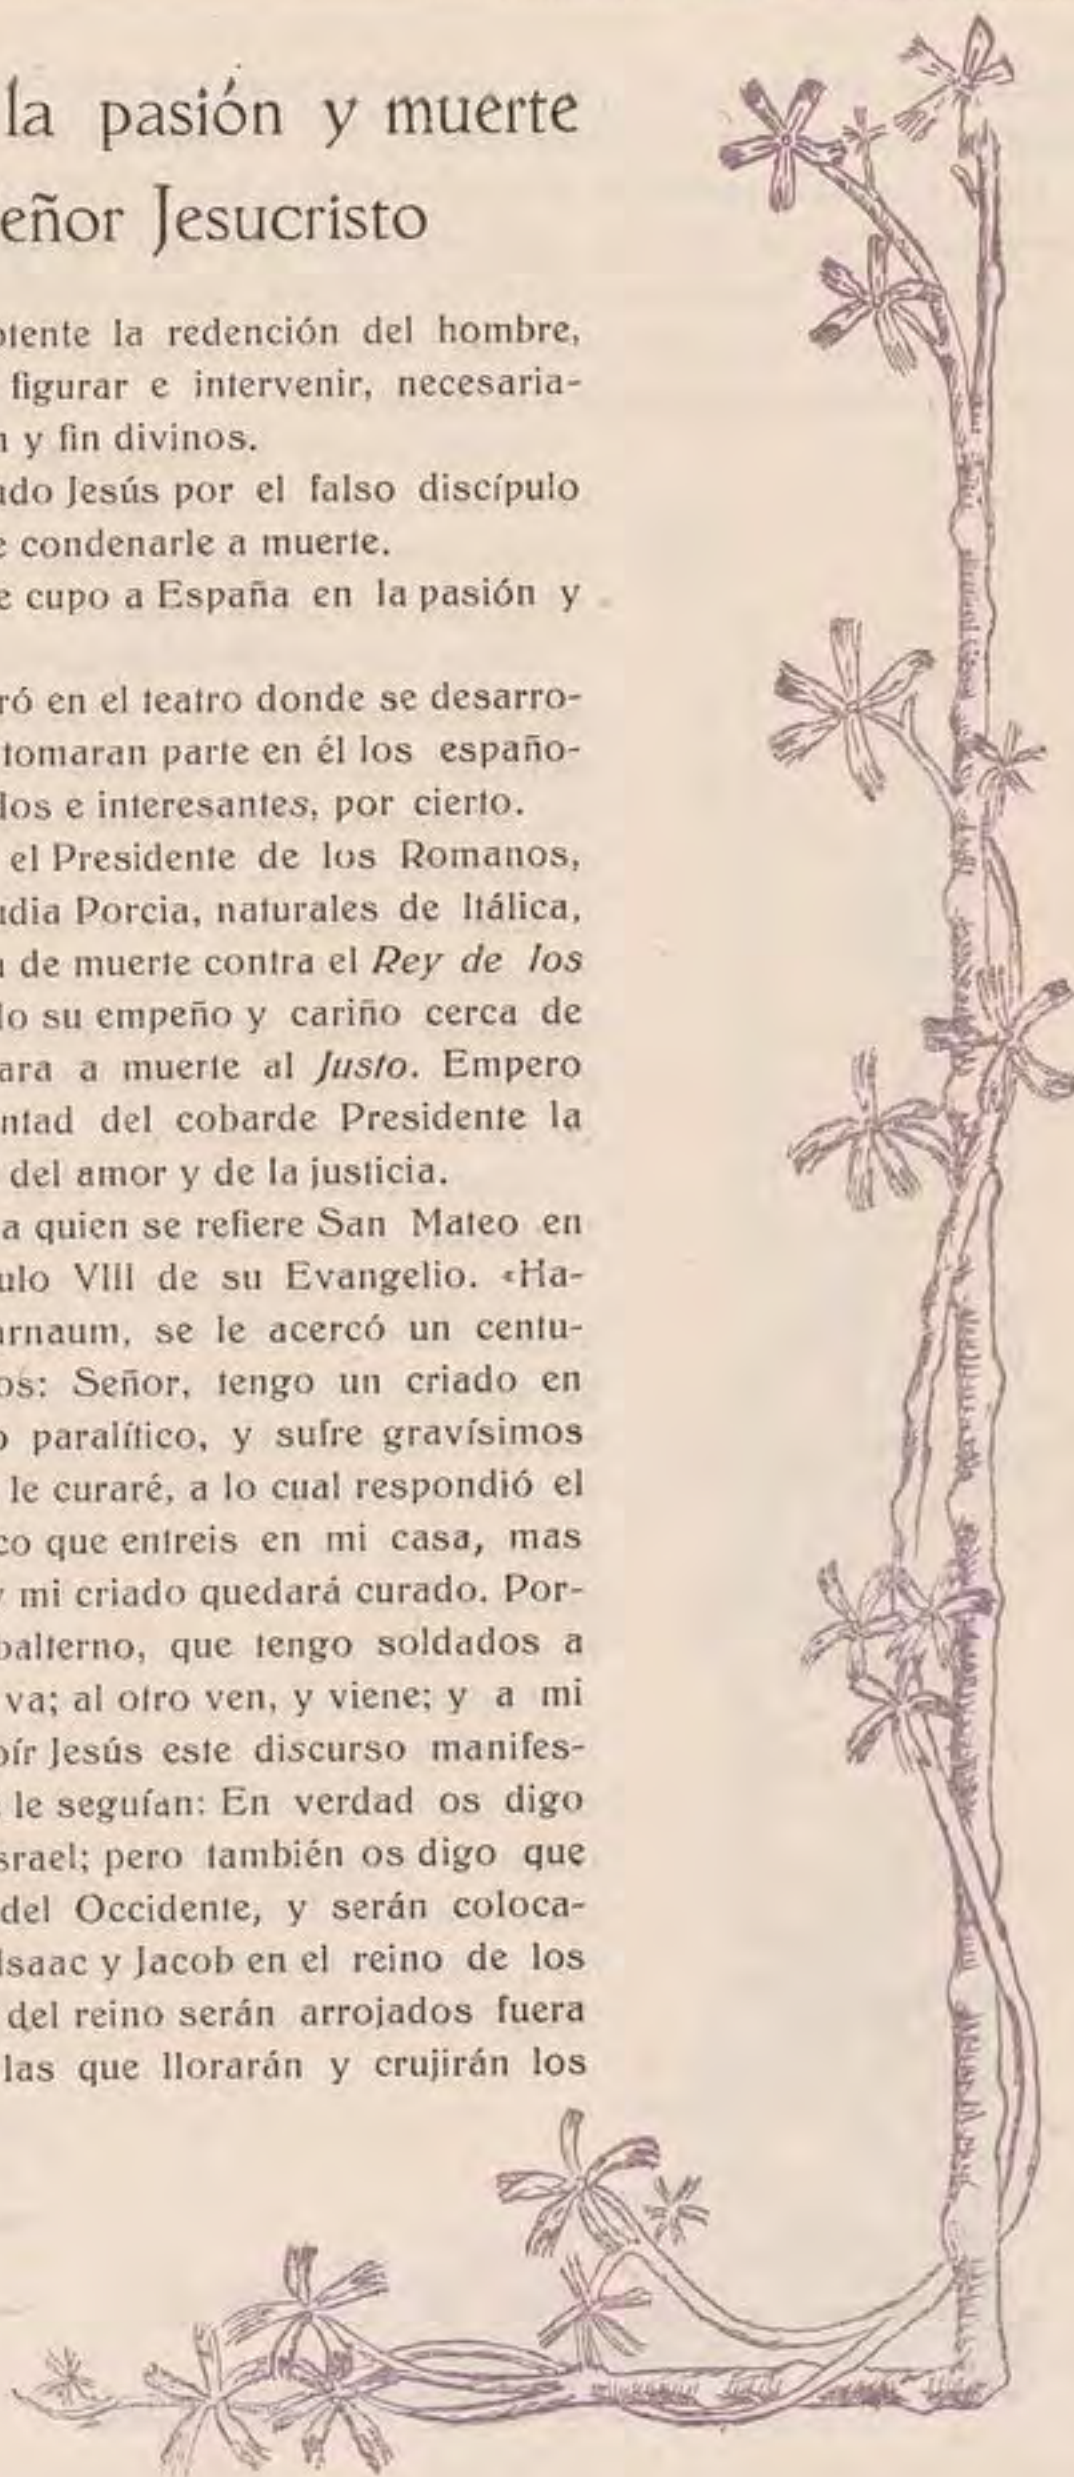 la pasión y muerte
eñor Jesucristo
otente la redención del hombre,
figurar e intervenir, necesaria-
n y fin divinos.
ado Jesús por el falso discípulo
e condenarle a muerte.
e cupo a España en la pasión y
ró en el teatro donde se desarro-
tomaran parte en él los españo-
dos e interesantes, por cierto.
el Presidente de los Romanos,
udia Porcia, naturales de Itálica,
a de muerte contra el Rey de los
do su empeño y cariño cerca de
ara a muerte al Justo. Empero
ntad del cobarde Presidente la
del amor y de la justicia.
a quien se refiere San Mateo en
ulo VIII de su Evangelio. «Ha-
arnaum, se le acercó un centu-
os: Señor, tengo un criado en
o paralítico, y sufre gravísimos
le curaré, a lo cual respondió el
co que entreis en mi casa, mas
y mi criado quedará curado. Por-
balterno, que tengo soldados a
va; al otro ven, y viene; y a mi
oír Jesús este discurso manifes-
le seguían: En verdad os digo
srael; pero también os digo que
del Occidente, y serán coloca-
Isaac y Jacob en el reino de los
del reino serán arrojados fuera
las que llorarán y crujirán los